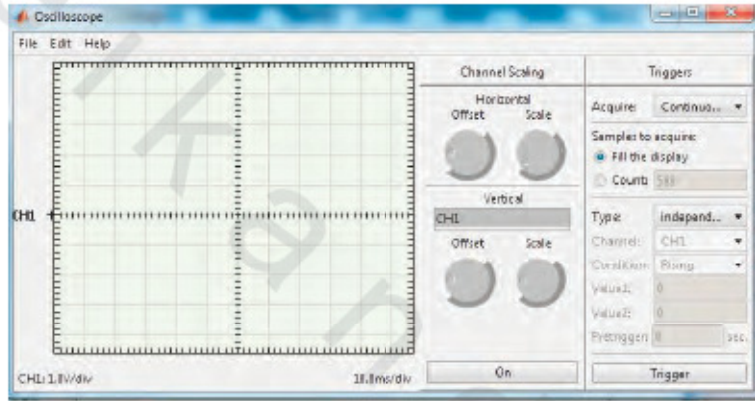 Oscilloscope
File Edit Help
Channel Scaling
Horizontal
Offset Scale
Vertical
CH1
Offset Scale
On
Triggers
Acquire: Continuo...
Samples to acquire:
Fill the display
Count:
Type: independ...
Channel: CH1
Condition: Rising
Value1: 0
Value2: 0
Pretrigger: 0 sec.
Trigger
CH1
CH1: 1.0V/div
10.0ms/div